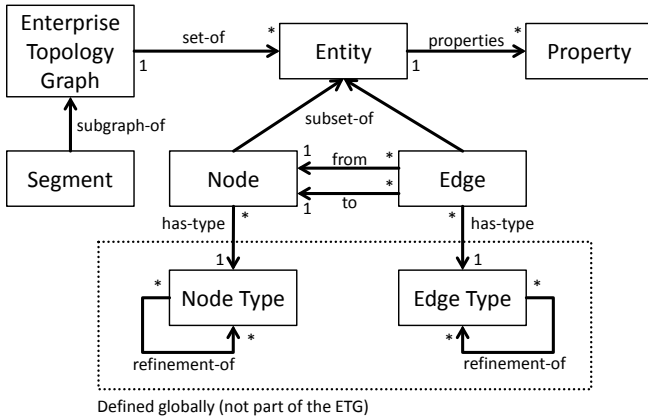 Enterprise
Topology
Graph
set-of
*
1
Entity
properties
*
1
Property
subgraph-of
subset-of
Segment
Node
1
from
*
1
to
*
Edge
has-type
*
1
*
has-type
1
Node Type
*
*
refinement-of
Edge Type
*
*
refinement-of
Defined globally (not part of the ETG)